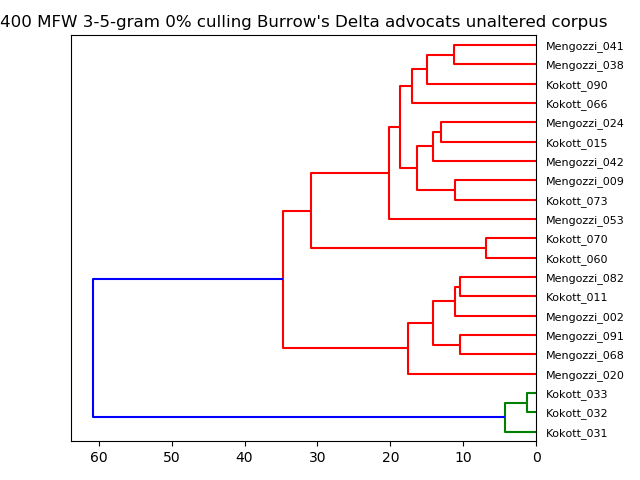 400 MFW 3-5-gram 0% culling Burrow's Delta advocats unaltered corpus
Mengozzi_041
Mengozzi_038
Kokott_090
Kokott_066
Mengozzi_024
Kokott_015
Mengozzi_042
Mengozzi_009
Kokott_073
Mengozzi_053
Kokott_070
Kokott_060
Mengozzi_082
Kokott_011
Mengozzi_002
Mengozzi_091
Mengozzi_068
Mengozzi_020
Kokott_033
Kokott_032
Kokott_031
60 50 40 30 20 10 0